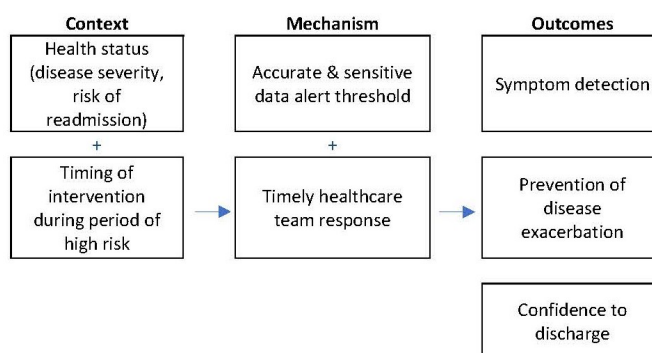 Context
Health status
(disease severity,
risk of
readmission)
+
Timing of
intervention
during period of
high risk
Mechanism
Accurate & sensitive
data alert threshold
+
Timely healthcare
team response
Outcomes
Symptom detection
Prevention of
disease
exacerbation
Confidence to
discharge